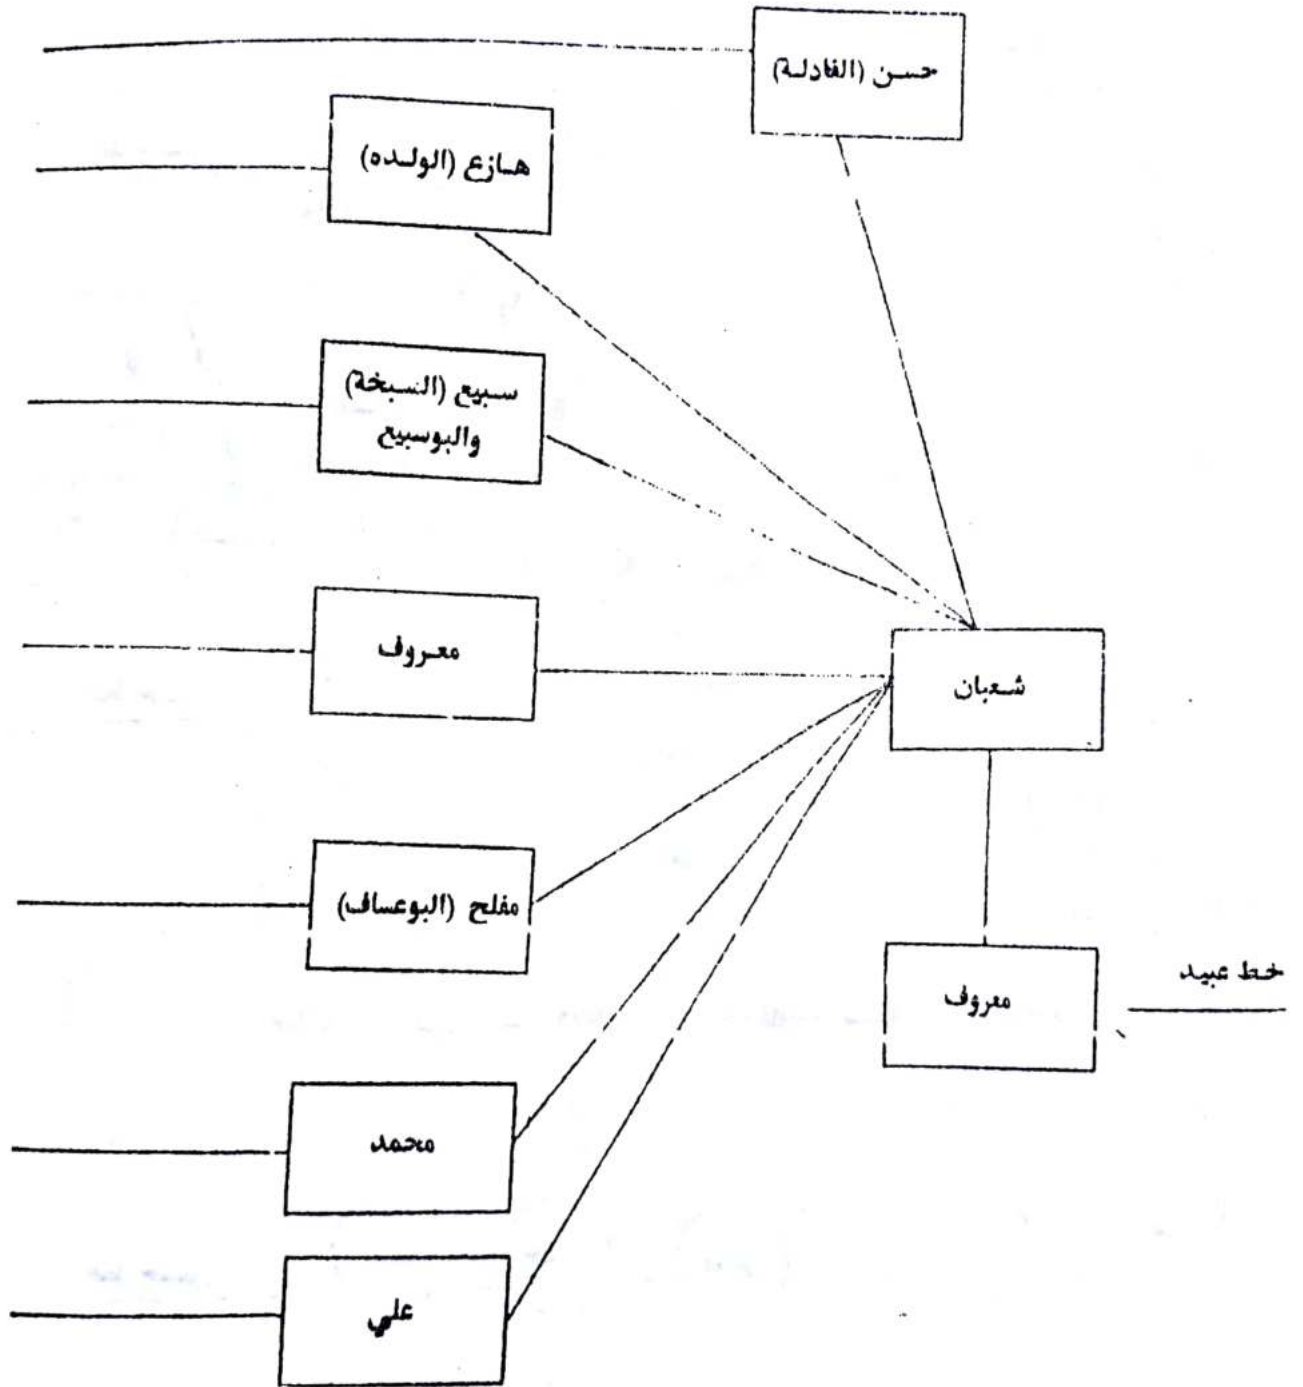 حسن (الفادلة)
هازع (الولده)
سبيع (السبخة)
والبوسبيع
معروف
شعبان
مفلح (البوعساف)
خط عبيد
معروف
محمد
علي